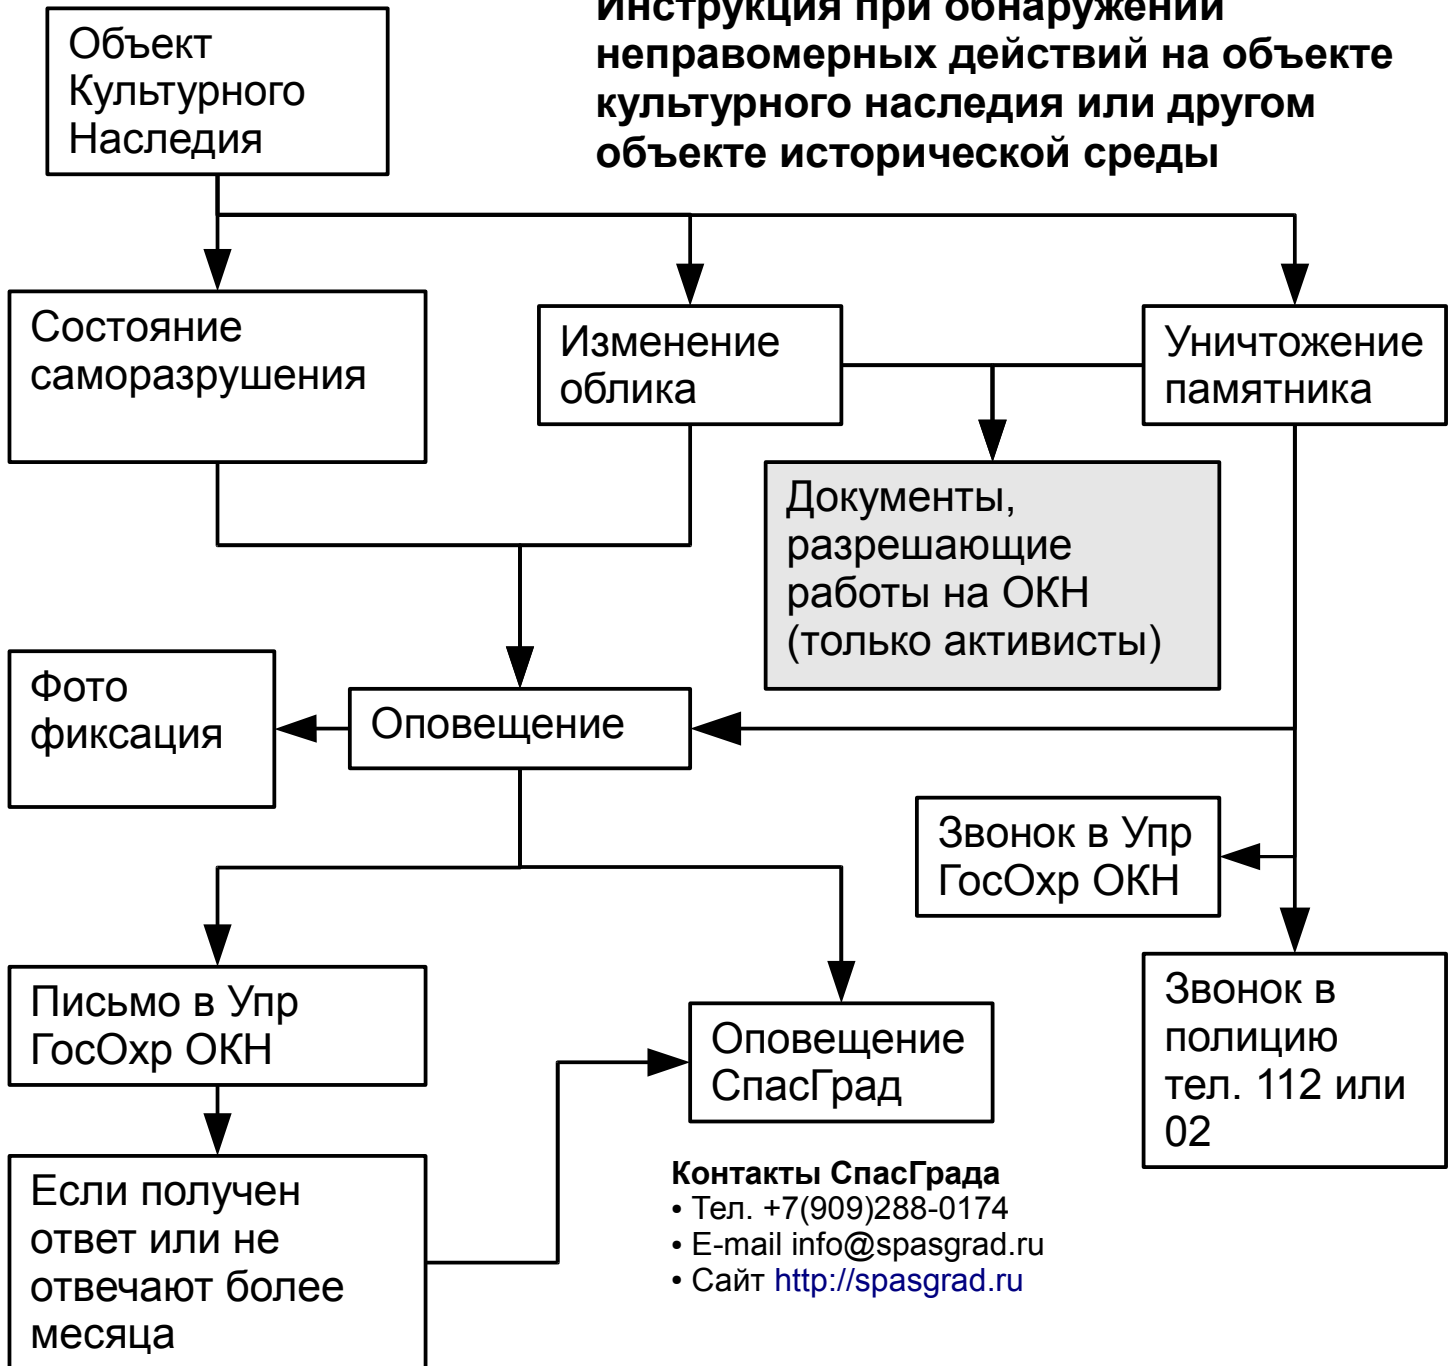 Инструкция при обнаружении
неправомерных действий на объекте
культурного наследия или другом
объекте исторической среды
Объект
Культурного
Наследия
Состояние
саморазрушения
Изменение
облика
Уничтожение
памятника
Документы,
разрешающие
работы на ОКН
(только активисты)
Фото
фиксация
Оповещение
Звонок в Упр
ГосОхр ОКН
Письмо в Упр
ГосОхр ОКН
Оповещение
СпасГрад
Звонок в
полицию
тел. 112 или
02
Если получен
ответ или не
отвечают более
месяца
Контакты СпасГрада
• Тел. +7(909)288-0174
• E-mail info@spasgrad.ru
• Сайт http://spasgrad.ru